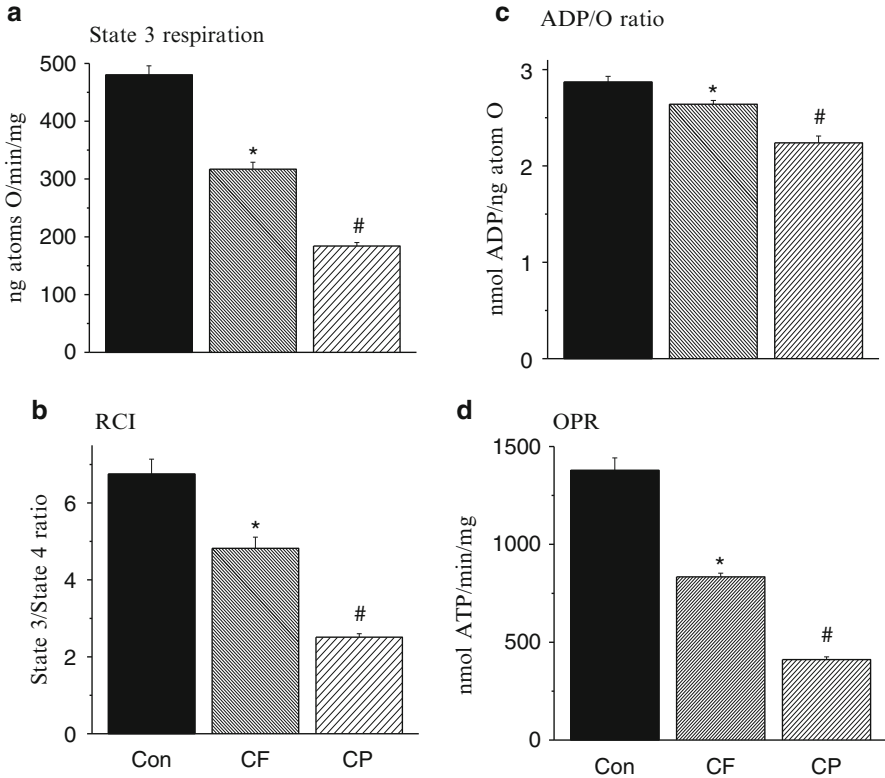 a
State 3 respiration
ng atoms O/min/mg
500
400
300
200
100
0
*
#
b
RCI
State 3/State 4 ratio
6
4
2
0
*
#
Con
CF
CP
c
ADP/O ratio
nmol ADP/ng atom O
3
2
1
0
*
#
d
OPR
nmol ATP/min/mg
1500
1000
500
0
*
#
Con
CF
CP